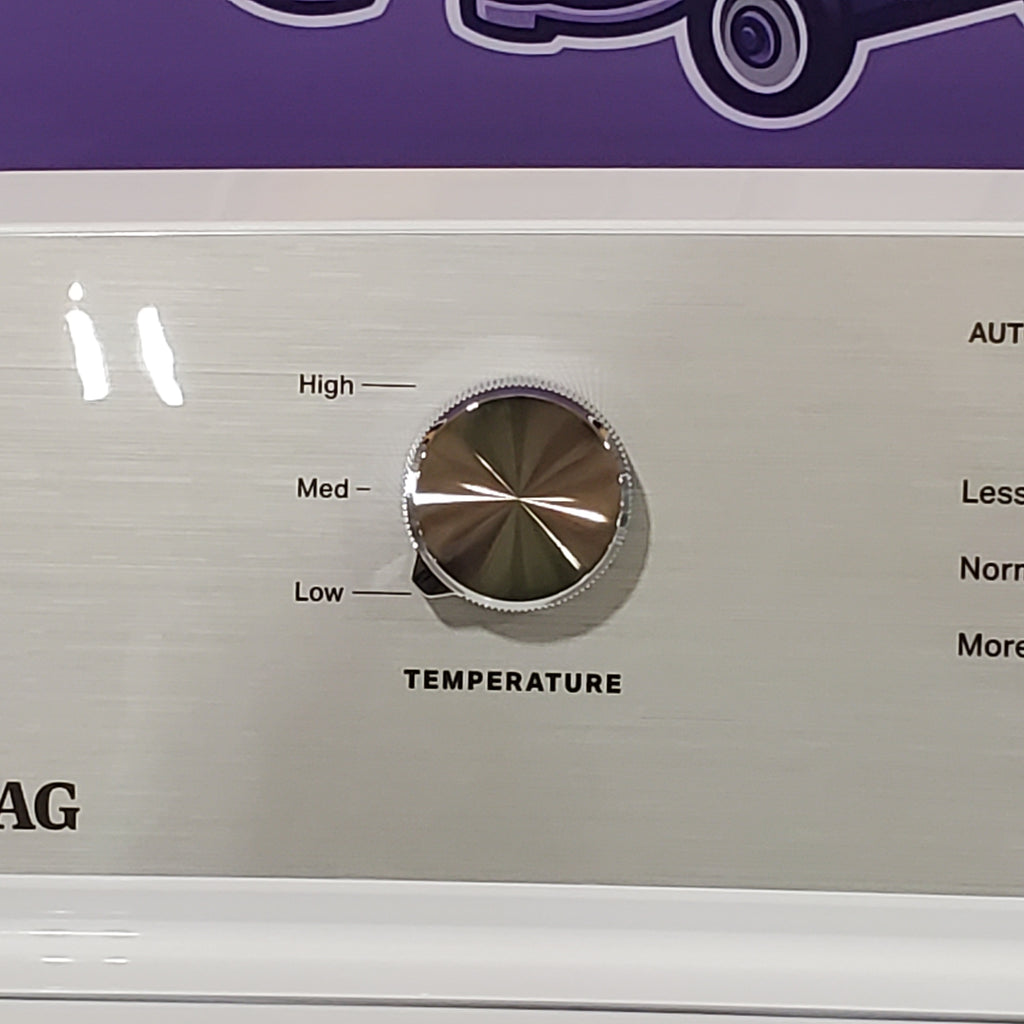 High
Med
Low
TEMPERATURE
AUT
Less
Norm
More
AG